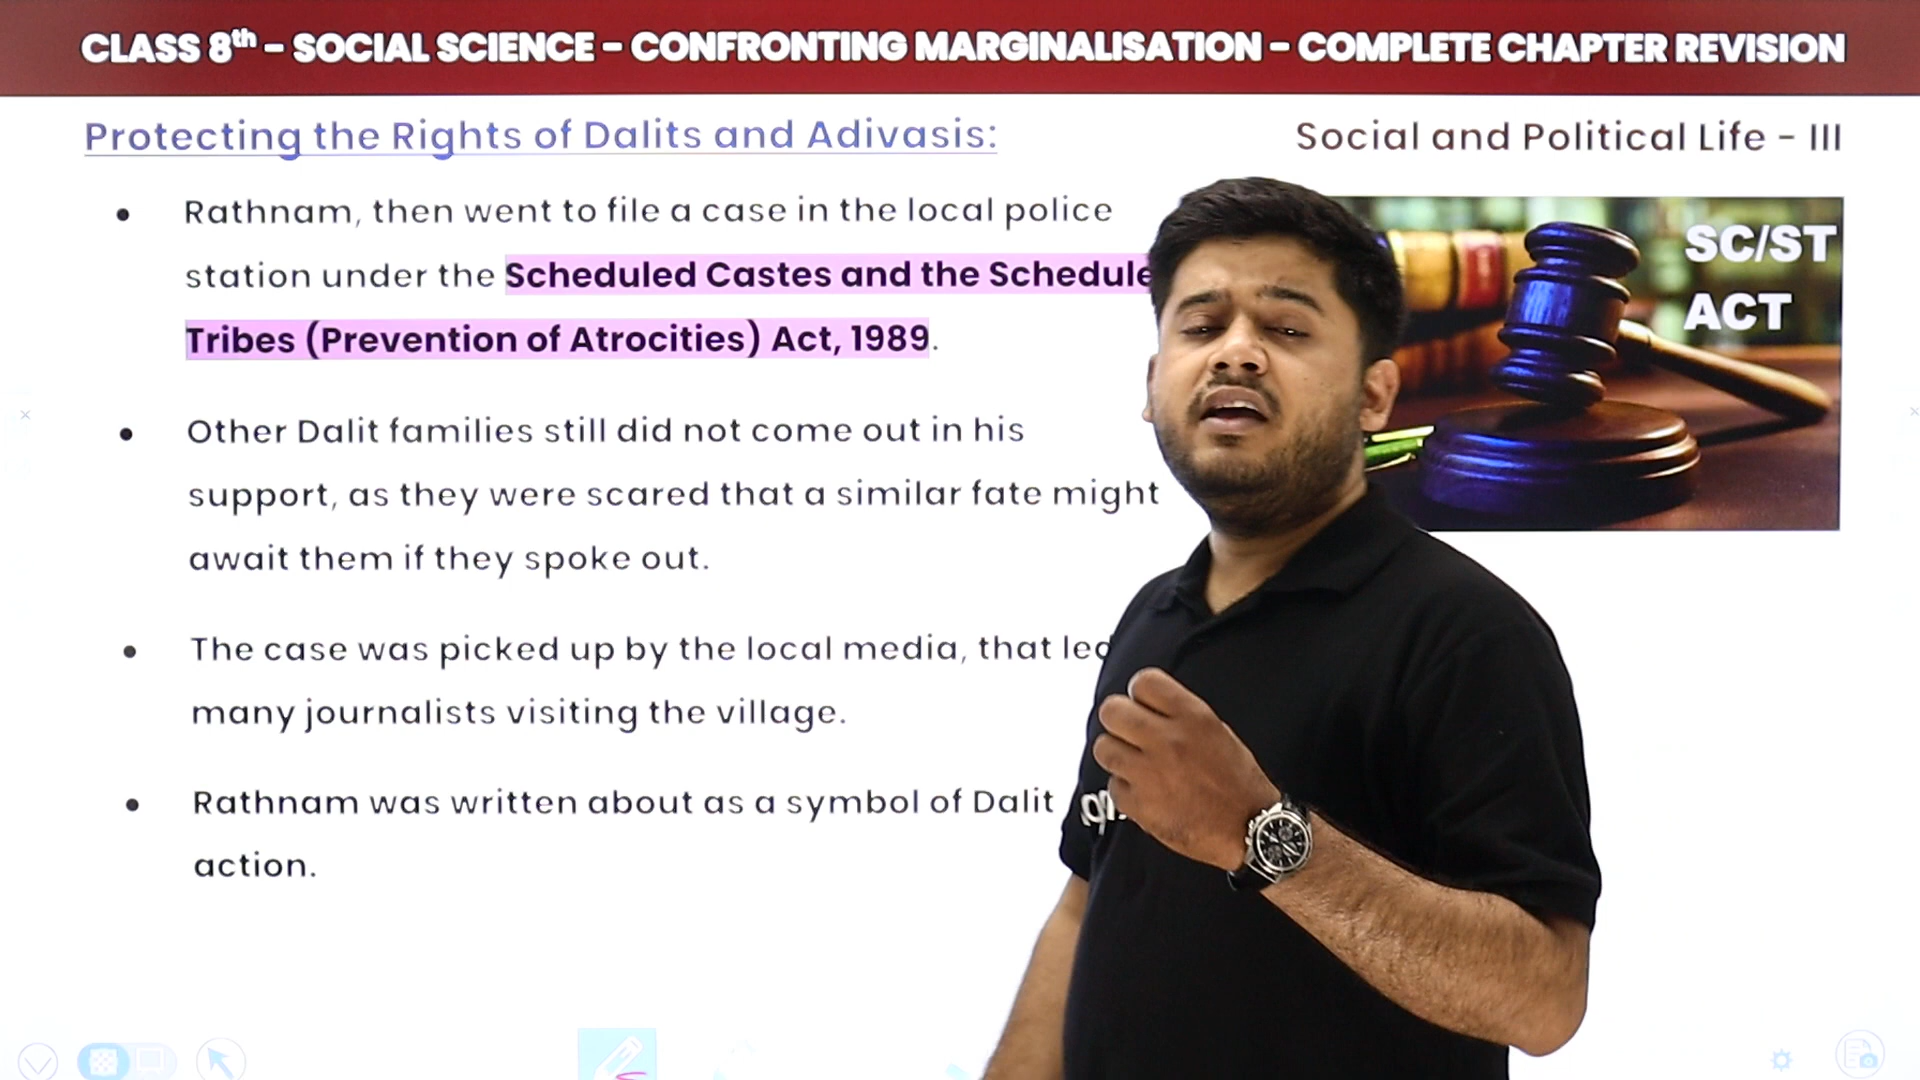 CLASS 8th – SOCIAL SCIENCE – CONFRONTING MARGINALISATION – COMPLETE CHAPTER REVISION
Protecting the Rights of Dalits and Adivasis:
Social and Political Life - III
Rathnam, then went to file a case in the local police
station under the Scheduled Castes and the Schedule
Tribes (Prevention of Atrocities) Act, 1989.
Other Dalit families still did not come out in his
support, as they were scared that a similar fate might
await them if they spoke out.
The case was picked up by the local media, that led
many journalists visiting the village.
Rathnam was written about as a symbol of Dalit
action.
SC/ST
ACT